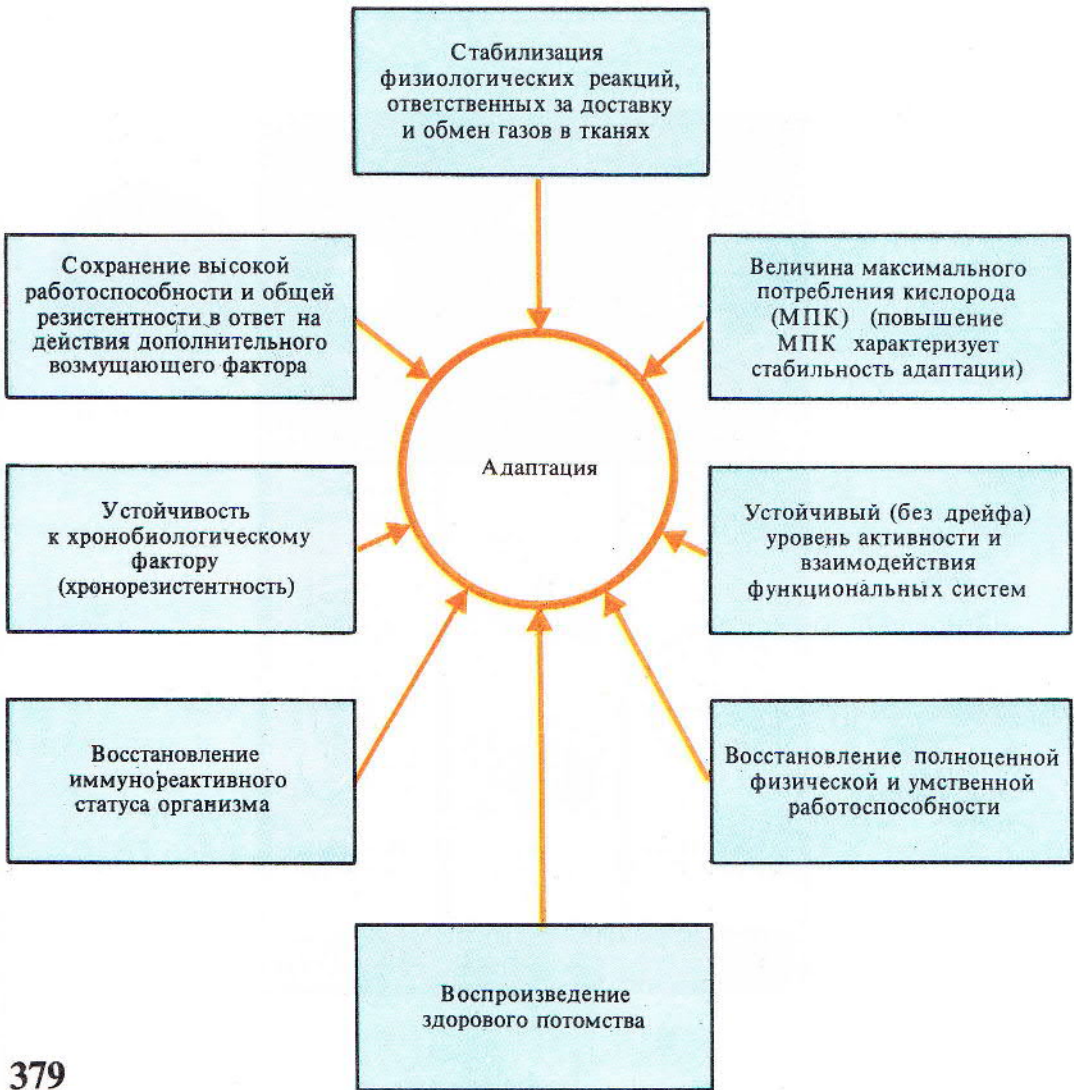 Стабилизация
физиологических реакций,
ответственных за доставку
и обмен газов в тканях
Сохранение высокой
работоспособности и общей
резистентности в ответ на
действия дополнительного
возмущающего фактора
Величина максимального
потребления кислорода
(МПК) (повышение
МПК характеризует
стабильность адаптации)
Адаптация
Устойчивость
к хронобиологическому
фактору
(хронорезистентность)
Устойчивый (без дрейфа)
уровень активности и
взаимодействия
функциональных систем
Восстановление
иммунореактивного
статуса организма
Восстановление полноценной
физической и умственной
работоспособности
Воспроизведение
здорового потомства
379